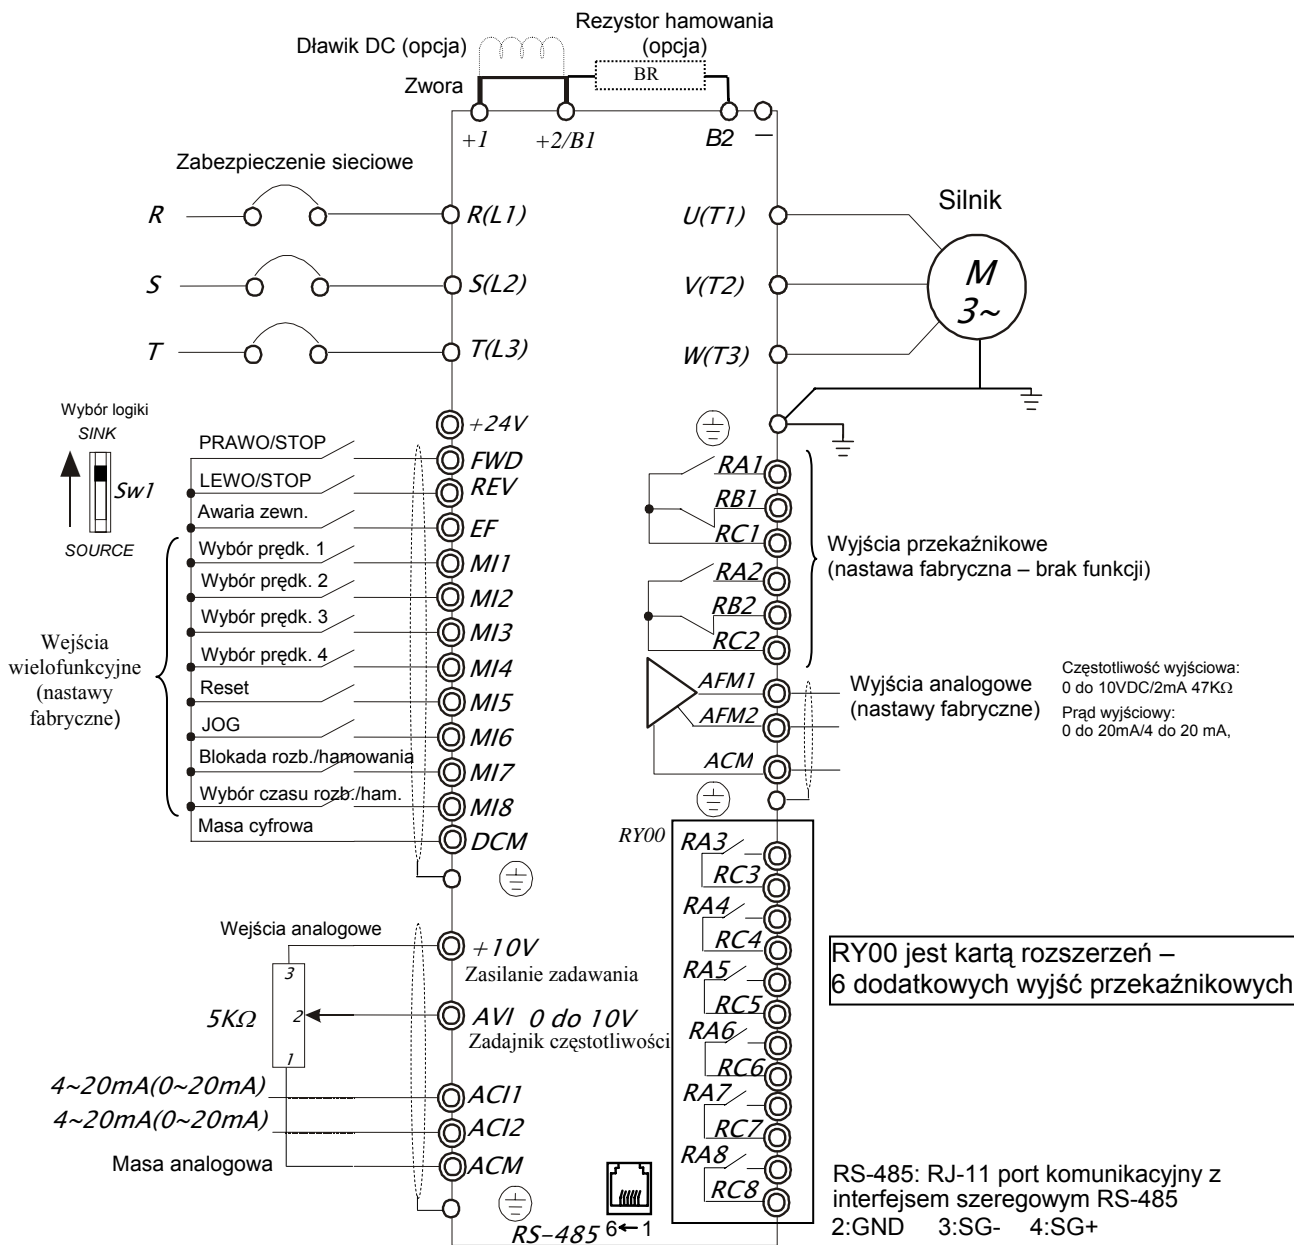 Rezystor hamowania
(opcja)
Dławik DC (opcja)
BR
Zwora
+1
+2/B1
B2
−
Zabezpieczenie sieciowe
R
R(L1)
U(T1)
Silnik
S
S(L2)
V(T2)
M
3~
T
T(L3)
W(T3)
Wybór logiki
SINK
Sw1
SOURCE
+24V
PRAWO/STOP
FWD
LEWO/STOP
REV
Awaria zewn.
EF
Wybór prędk. 1
MI1
Wybór prędk. 2
MI2
Wybór prędk. 3
MI3
Wybór prędk. 4
MI4
Reset
MI5
JOG
MI6
Blokada rozb./hamowania
MI7
Wybór czasu rozb./ham.
MI8
Masa cyfrowa
DCM
Wejścia
wielofunkcyjne
(nastawy
fabryczne)
RA1
RB1
RC1
RA2
RB2
RC2
Wyjścia przekaźnikowe
(nastawa fabryczna – brak funkcji)
AFM1
AFM2
ACM
Wyjścia analogowe
(nastawy fabryczne)
Częstotliwość wyjściowa:
0 do 10VDC/2mA 47KΩ
Prąd wyjściowy:
0 do 20mA/4 do 20 mA,
RY00
RA3
RC3
RA4
RC4
RA5
RC5
RA6
RC6
RA7
RC7
RA8
RC8
RY00 jest kartą rozszerzeń –
6 dodatkowych wyjść przekaźnikowych
Wejścia analogowe
+10V
Zasilanie zadawania
3
5KΩ
2
1
AVI 0 do 10V
Zadajnik częstotliwości
4~20mA(0~20mA)
ACI1
4~20mA(0~20mA)
ACI2
Masa analogowa
ACM
RS-485
6←1
RS-485: RJ-11 port komunikacyjny z
interfejsem szeregowym RS-485
2:GND 3:SG- 4:SG+